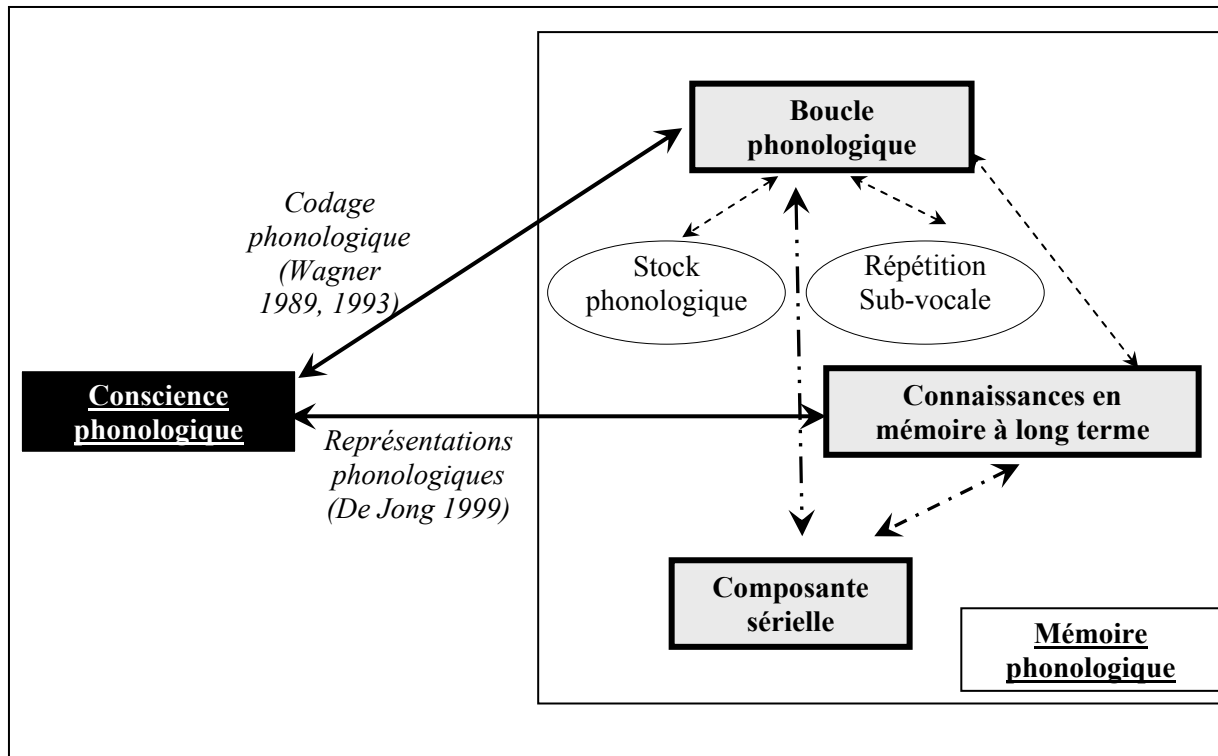 Boucle
phonologique
Codage
phonologique
(Wagner
1989, 1993)
Stock
phonologique
Répétition
Sub-vocale
Conscience
phonologique
Connaissances en
mémoire à long terme
Représentations
phonologiques
(De Jong 1999)
Composante
sérielle
Mémoire
phonologique